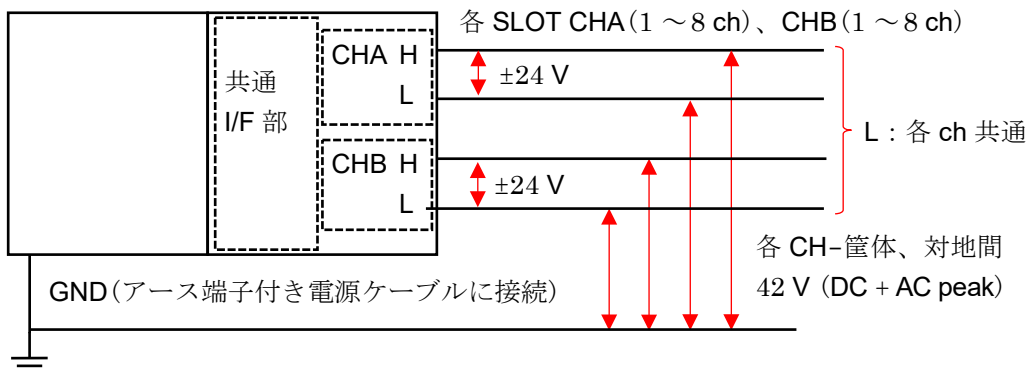 各 SLOT CHA(1 ～8 ch)、CHB(1 ～8 ch)
共通
I/F 部
CHA H
L
±24 V
CHB H
L
±24 V
L：各 ch 共通
各 CH−筐体、対地間
42 V (DC + AC peak)
GND(アース端子付き電源ケーブルに接続)